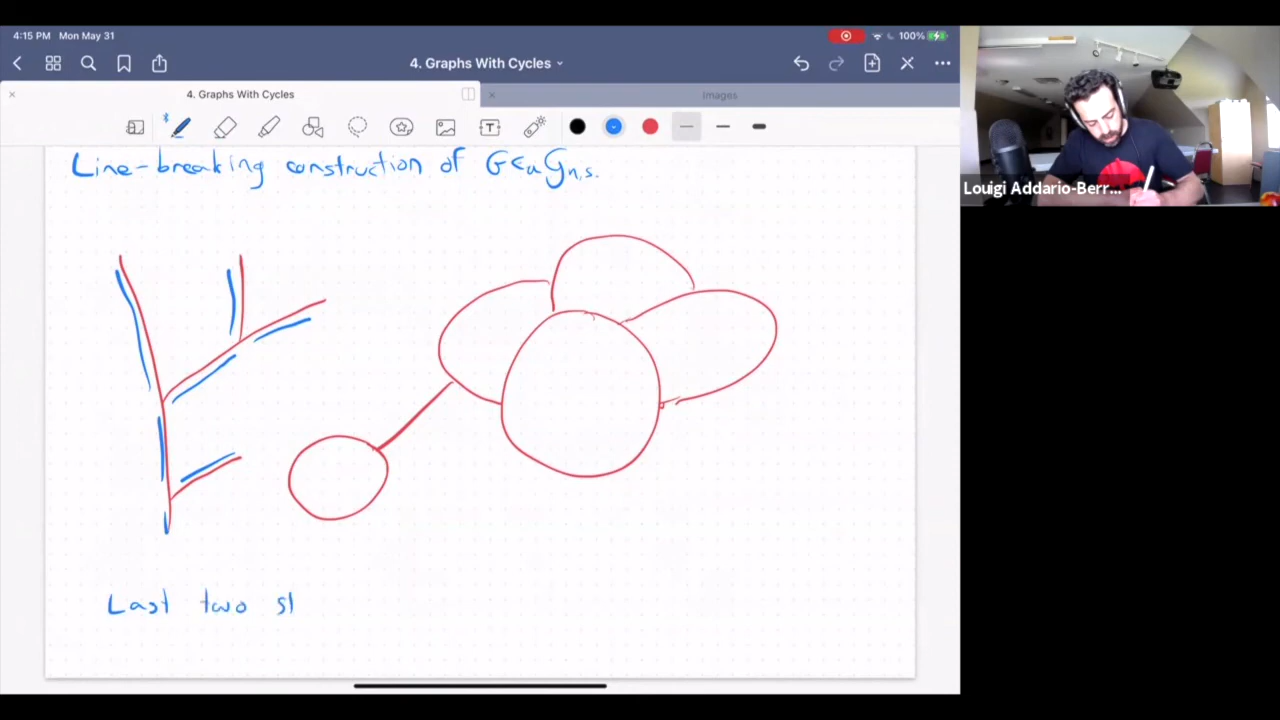 4:15 PM Mon May 31
100%
4. Graphs With Cycles
4. Graphs With Cycles
Images
Line-breaking construction of G∈ᵤ𝒢ₙ,ₛ.
Louigi Addario-Berr...
Last two sl